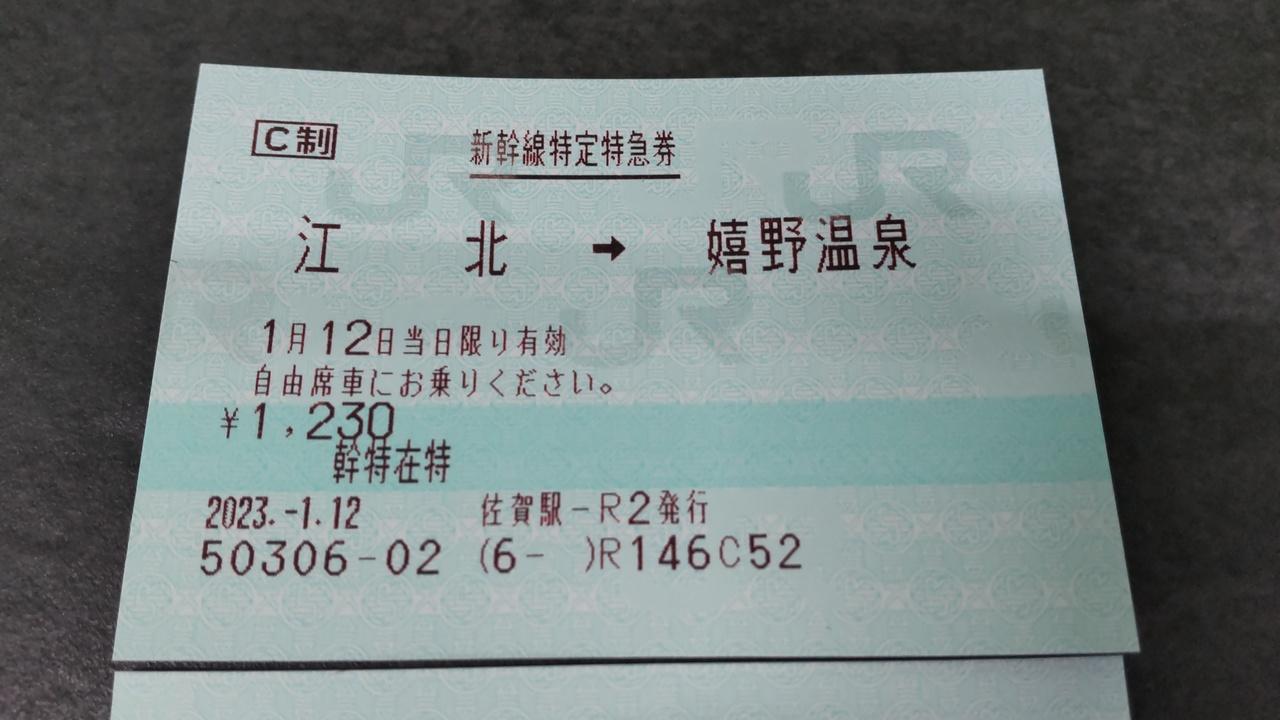 C制 新幹線特定特急券
江北 → 嬉野温泉
1月12日当日限り有効
自由席車にお乗りください。
¥1,230
幹特在特
2023.-1.12 佐賀駅-R2発行
50306-02 (6- )R146C52
JR JR
JR